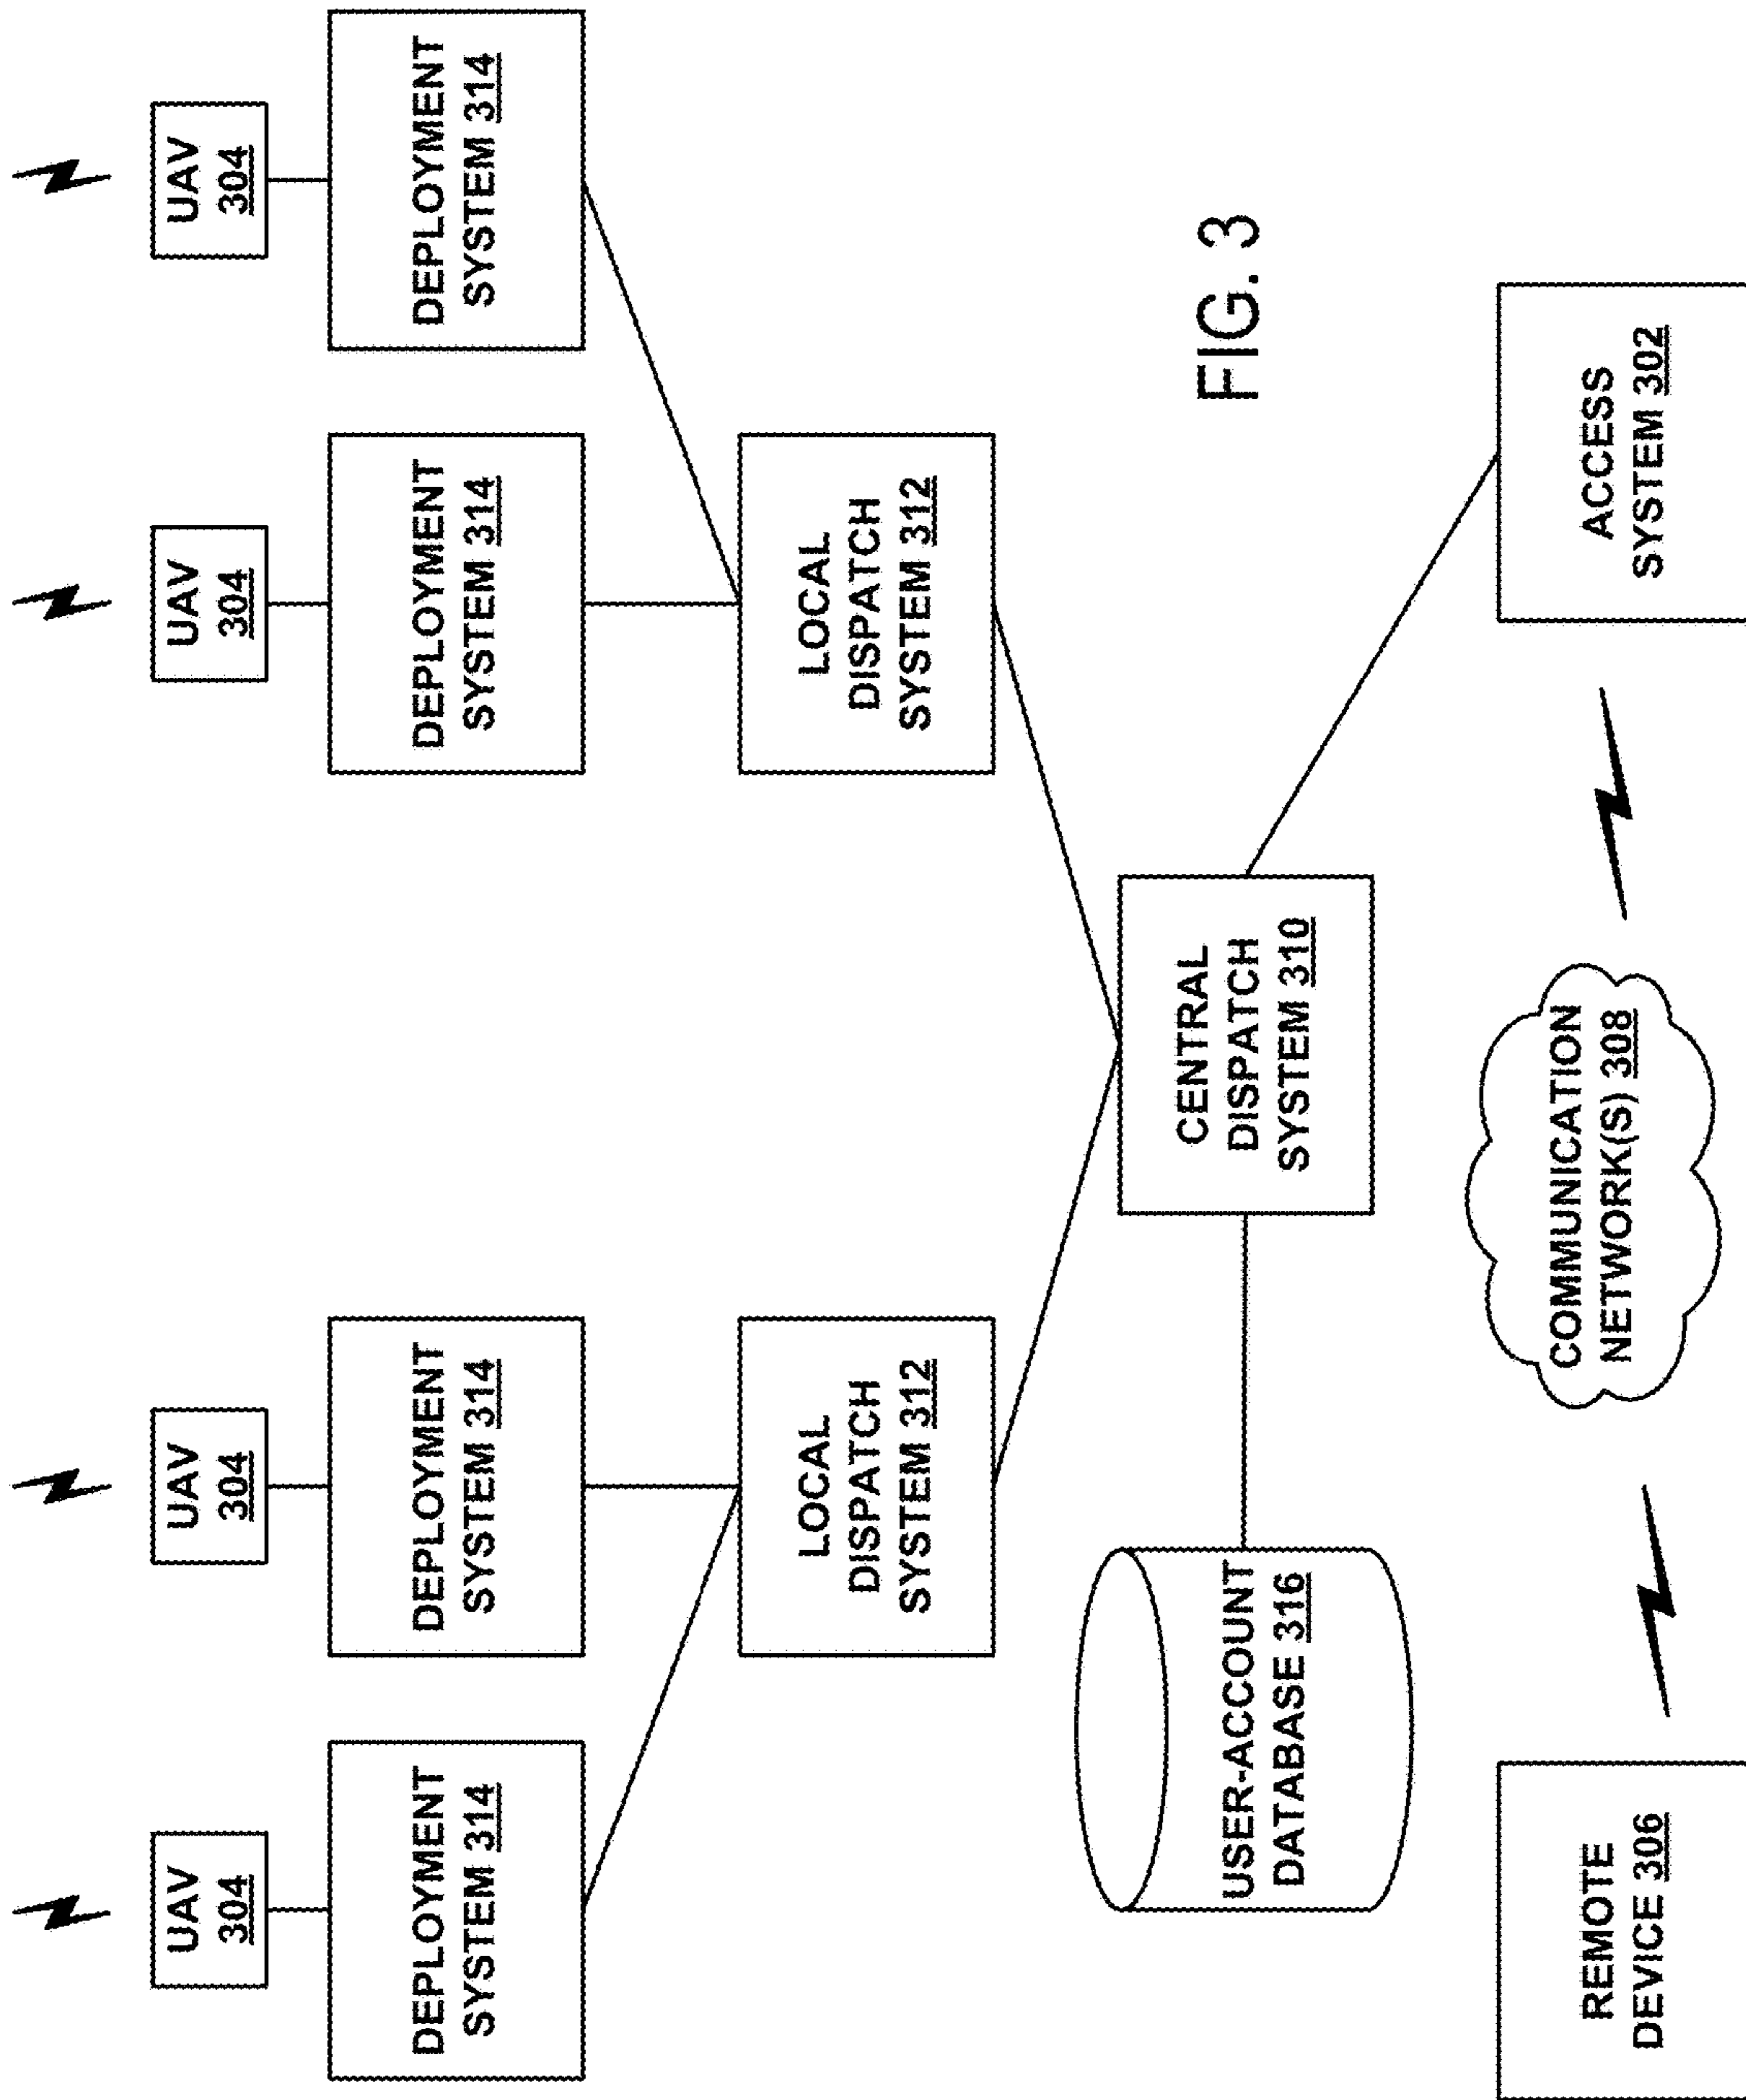 UAV
304
UAV
304
UAV
304
UAV
304
DEPLOYMENT
SYSTEM 314
DEPLOYMENT
SYSTEM 314
DEPLOYMENT
SYSTEM 314
DEPLOYMENT
SYSTEM 314
LOCAL
DISPATCH
SYSTEM 312
LOCAL
DISPATCH
SYSTEM 312
USER-ACCOUNT
DATABASE 316
CENTRAL
DISPATCH
SYSTEM 310
FIG. 3
REMOTE
DEVICE 306
COMMUNICATION
NETWORK(S) 308
ACCESS
SYSTEM 302